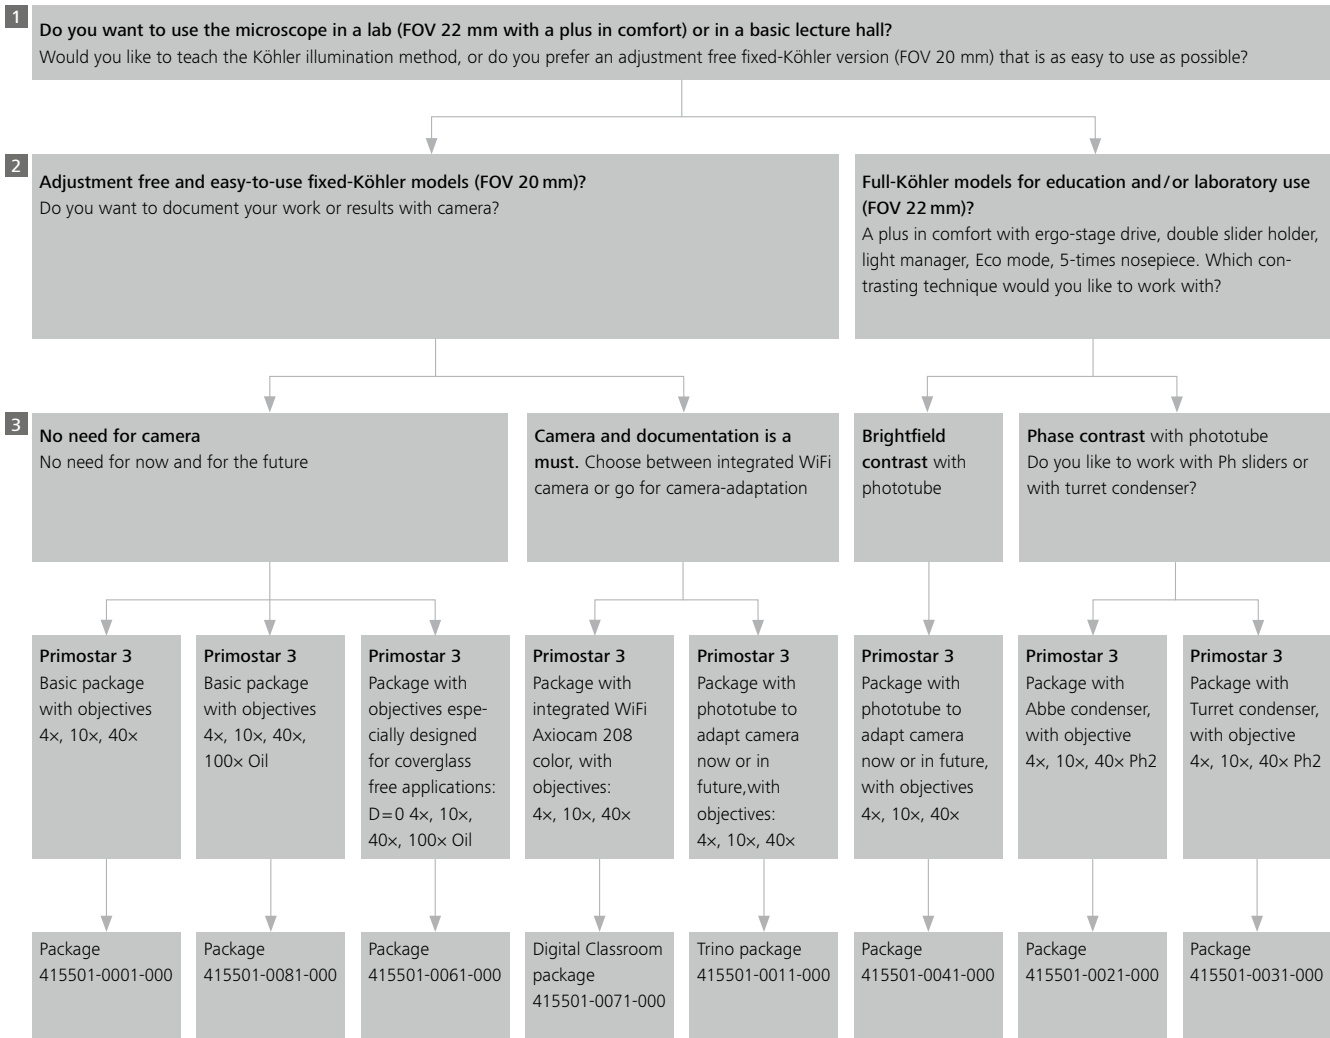 1
Do you want to use the microscope in a lab (FOV 22 mm with a plus in comfort) or in a basic lecture hall?
Would you like to teach the Köhler illumination method, or do you prefer an adjustment free fixed-Köhler version (FOV 20 mm) that is as easy to use as possible?
2
Adjustment free and easy-to-use fixed-Köhler models (FOV 20 mm)?
Do you want to document your work or results with camera?
Full-Köhler models for education and/or laboratory use
(FOV 22 mm)?
A plus in comfort with ergo-stage drive, double slider holder,
light manager, Eco mode, 5-times nosepiece. Which con-
trasting technique would you like to work with?
3
No need for camera
No need for now and for the future
Camera and documentation is a
must. Choose between integrated WiFi
camera or go for camera-adaptation
Brightfield
contrast with
phototube
Phase contrast with phototube
Do you like to work with Ph sliders or
with turret condenser?
Primostar 3
Basic package
with objectives
4×, 10×, 40×
Primostar 3
Basic package
with objectives
4×, 10×, 40×,
100× Oil
Primostar 3
Package with
objectives espe-
cially designed
for coverglass
free applications:
D=0 4×, 10×,
40×, 100× Oil
Primostar 3
Package with
integrated WiFi
Axiocam 208
color, with
objectives:
4×, 10×, 40×
Primostar 3
Package with
phototube to
adapt camera
now or in
future,with
objectives:
4×, 10×, 40×
Primostar 3
Package with
phototube to
adapt camera
now or in future,
with objectives
4×, 10×, 40×
Primostar 3
Package with
Abbe condenser,
with objective
4×, 10×, 40× Ph2
Primostar 3
Package with
Turret condenser,
with objective
4×, 10×, 40× Ph2
Package
415501-0001-000
Package
415501-0081-000
Package
415501-0061-000
Digital Classroom
package
415501-0071-000
Trino package
415501-0011-000
Package
415501-0041-000
Package
415501-0021-000
Package
415501-0031-000